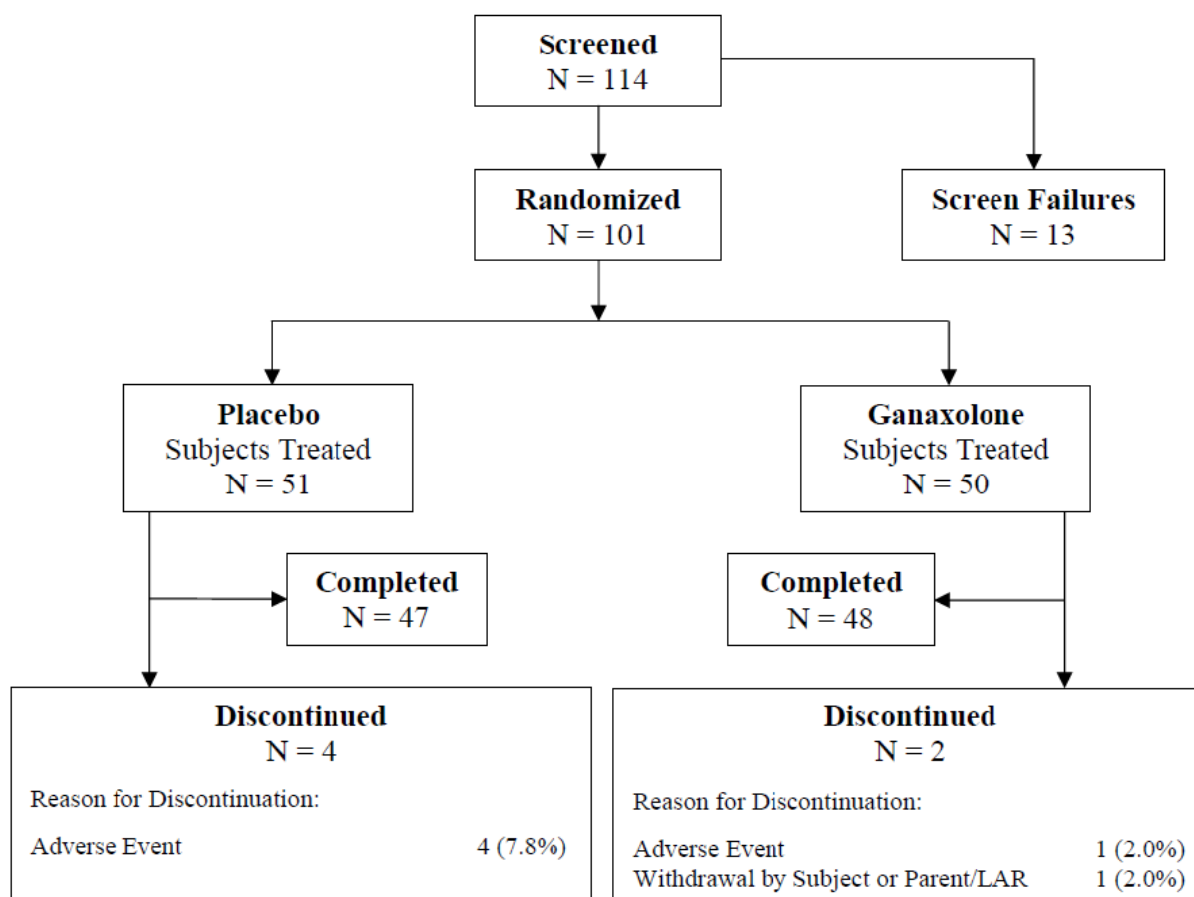 Screened
N = 114
Randomized
N = 101
Screen Failures
N = 13
Placebo
Subjects Treated
N = 51
Ganaxolone
Subjects Treated
N = 50
Completed
N = 47
Completed
N = 48
Discontinued
N = 4
Reason for Discontinuation:
Adverse Event 4 (7.8%)
Discontinued
N = 2
Reason for Discontinuation:
Adverse Event 1 (2.0%)
Withdrawal by Subject or Parent/LAR 1 (2.0%)